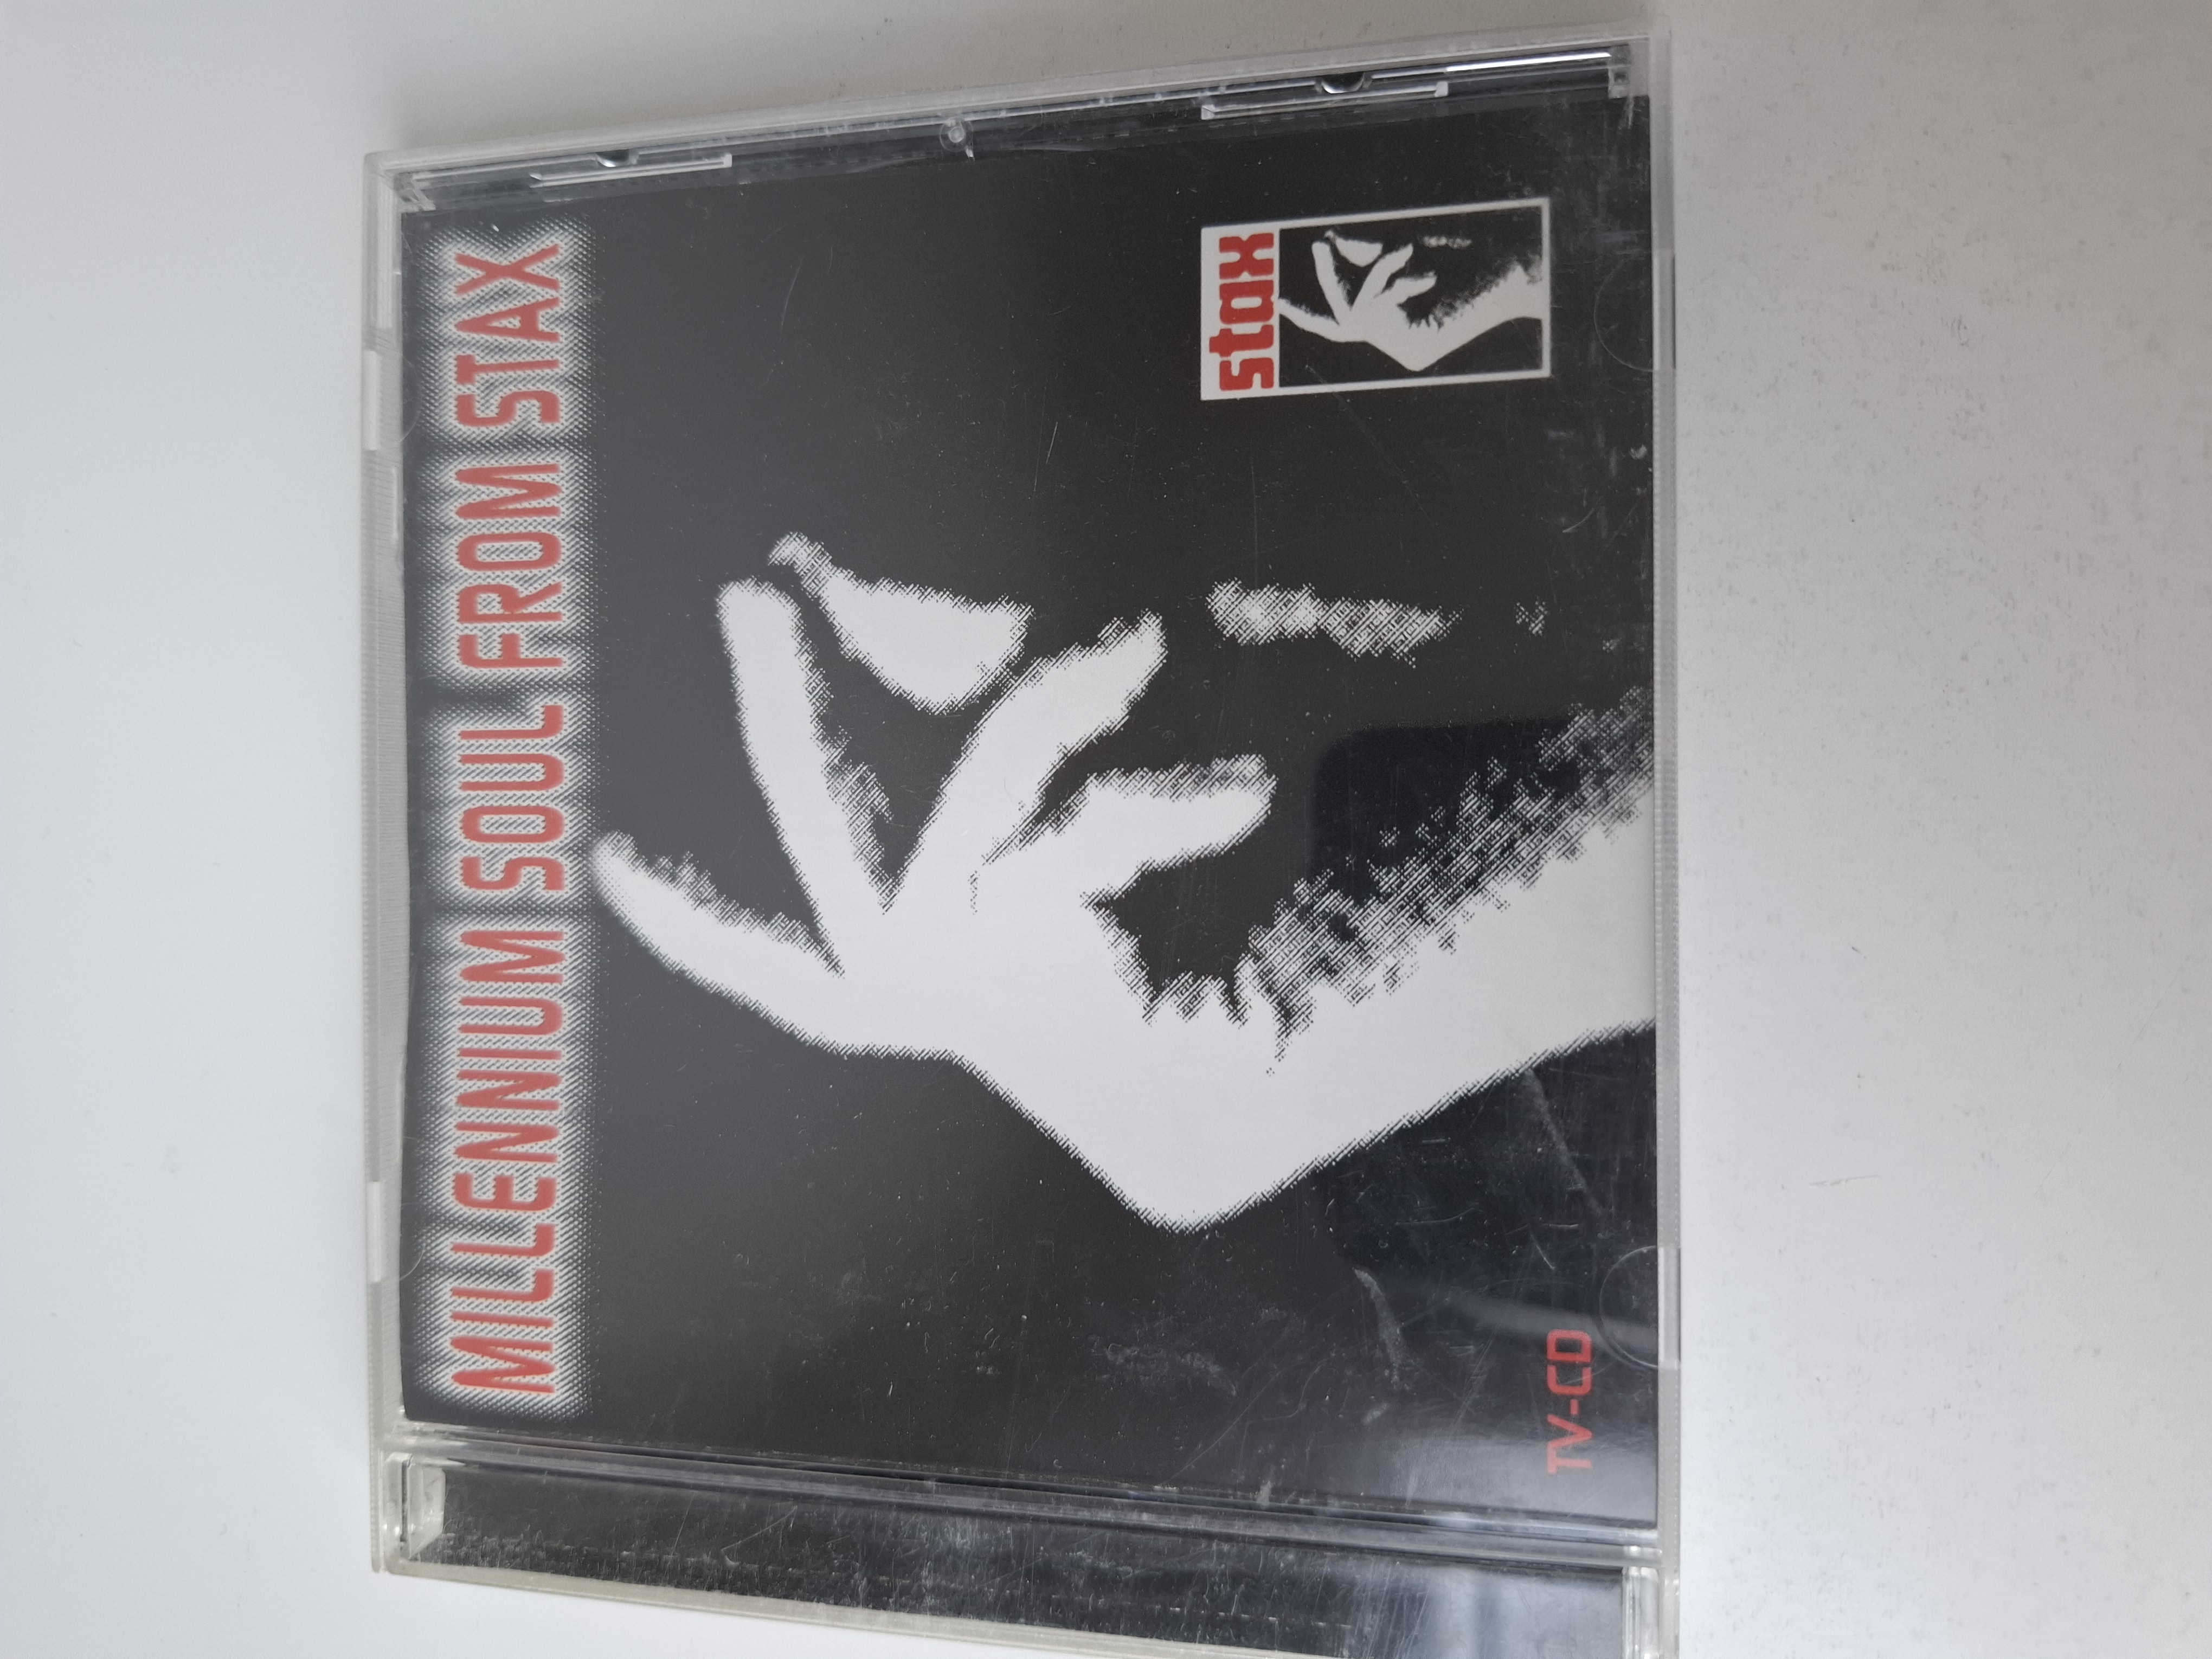 MILLENNIUM SOUL FROM STAX
stax
TV-CD